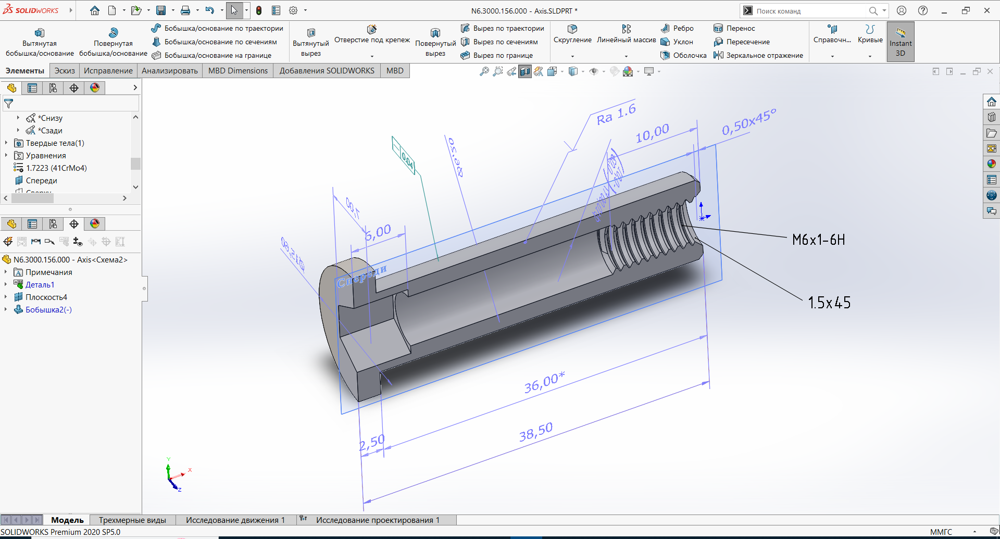 SOLIDWORKS
N6.3000.156.000 - Axis.SLDPRT *
Поиск команд
Вытянутая бобышка/основание
Повернутая бобышка/основание
Бобышка/основание по траектории
Бобышка/основание по сечениям
Бобышка/основание на границе
Вытянутый вырез
Отверстие под крепеж
Повернутый вырез
Вырез по траектории
Вырез по сечениям
Вырез по границе
Скругление
Линейный массив
Ребро
Уклон
Оболочка
Перенос
Пересечение
Зеркальное отражение
Справочн...
Кривые
Instant 3D
Элементы
Эскиз
Исправление
Анализировать
MBD Dimensions
Добавления SOLIDWORKS
MBD
*Снизу
*Сзади
Твердые тела(1)
Уравнения
1.7223 (41CrMo4)
Спереди
N6.3000.156.000 - Axis<Схема2>
Примечания
Деталь1
Плоскость4
Бобышка2(-)
Ra 1.6
10,00
0,50x45°
0,04
7,00
5,00
Спереди
M6x1-6H
1.5x45
36,00*
38,50
2,50
Y
X
Z
Модель
Трехмерные виды
Исследование движения 1
Исследование проектирования 1
SOLIDWORKS Premium 2020 SP5.0
ММГС